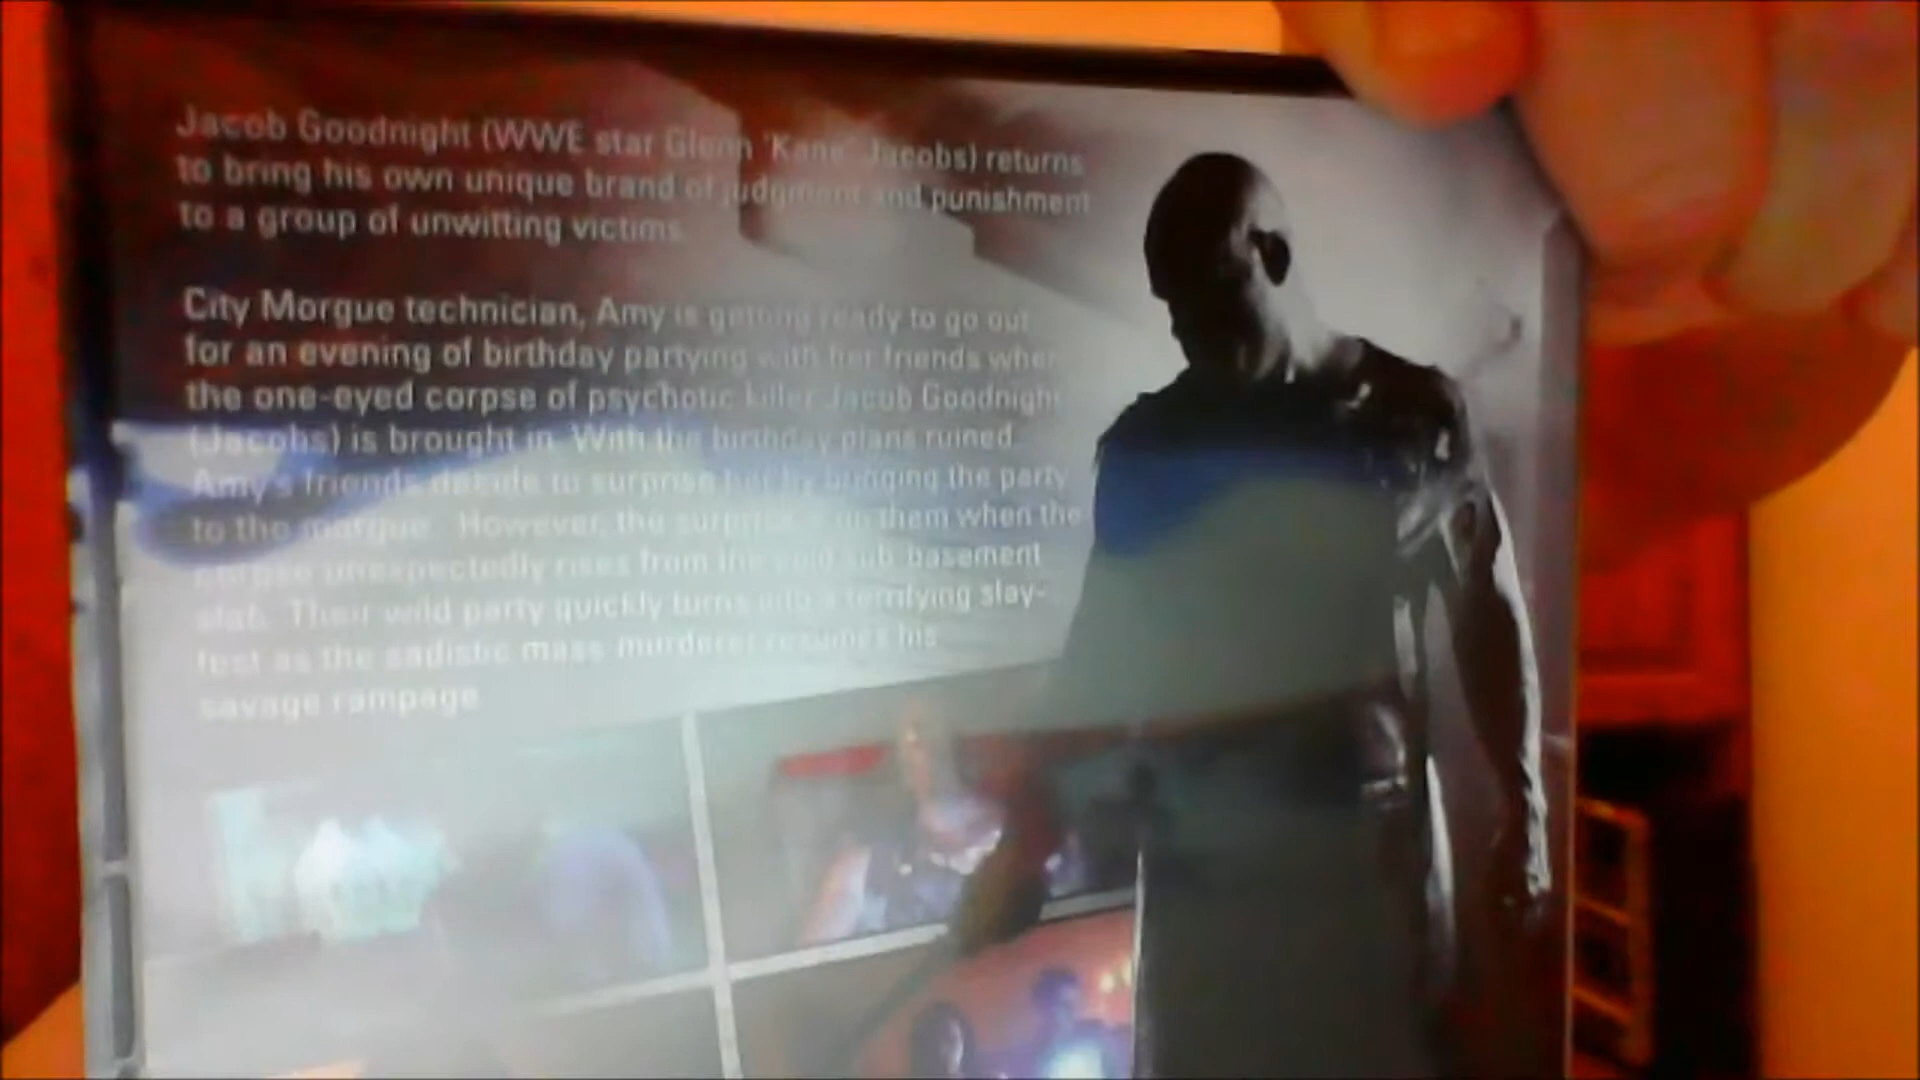 Jacob Goodnight (WWE star Glenn 'Kane' Jacobs) returns
to bring his own unique brand of judgment and punishment
to a group of unwitting victims.
City Morgue technician, Amy is getting ready to go out
for an evening of birthday partying with her friends when
the one-eyed corpse of psychotic killer Jacob Goodnight
(Jacobs) is brought in. With the birthday plans ruined
Amy's friends decide to surprise her by bringing the party
to the morgue. However, the surprise is on them when the
corpse unexpectedly rises from the cold sub-basement
slab. Their wild party quickly turns into a terrifying slay-
fest as the sadistic mass murderer resumes his
savage rampage